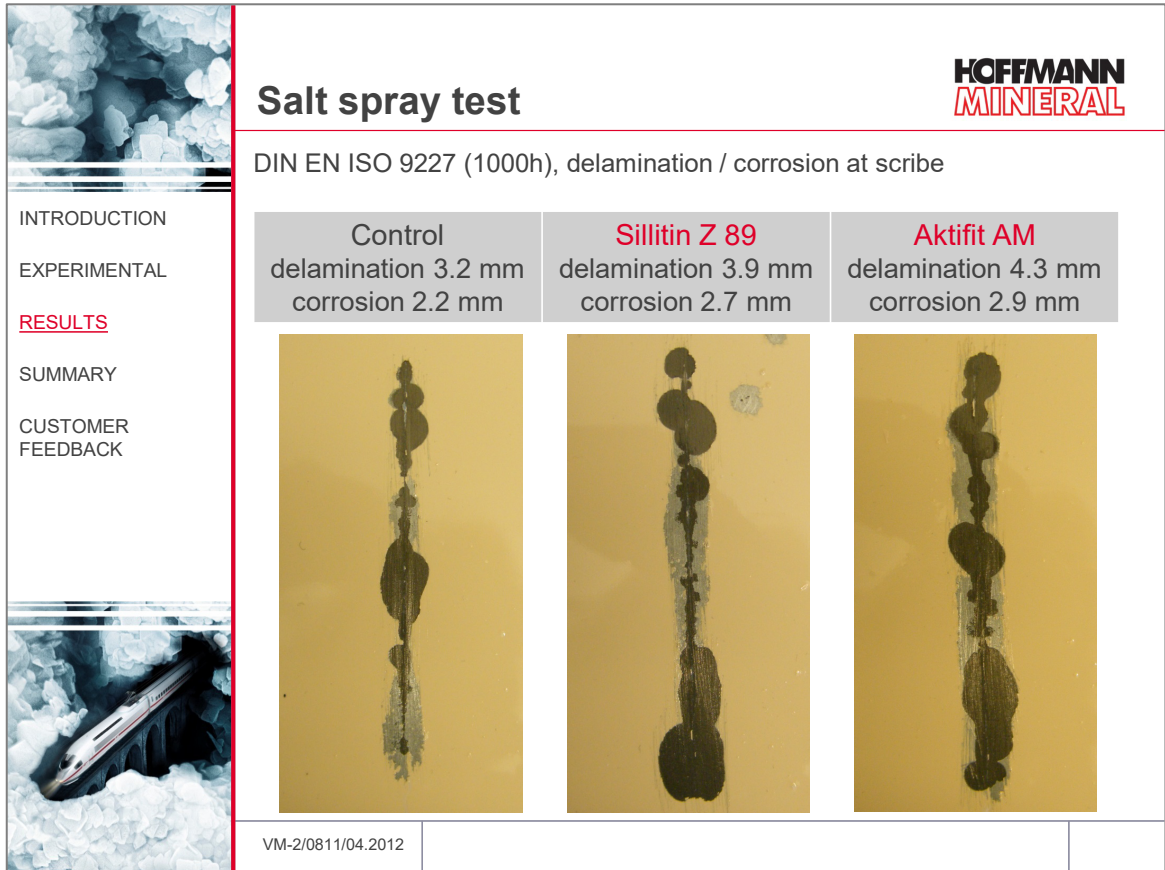 Salt spray test
HOFFMANN
MINERAL
DIN EN ISO 9227 (1000h), delamination / corrosion at scribe
INTRODUCTION
EXPERIMENTAL
RESULTS
SUMMARY
CUSTOMER
FEEDBACK
Control
delamination 3.2 mm
corrosion 2.2 mm
Sillitin Z 89
delamination 3.9 mm
corrosion 2.7 mm
Aktifit AM
delamination 4.3 mm
corrosion 2.9 mm
VM-2/0811/04.2012